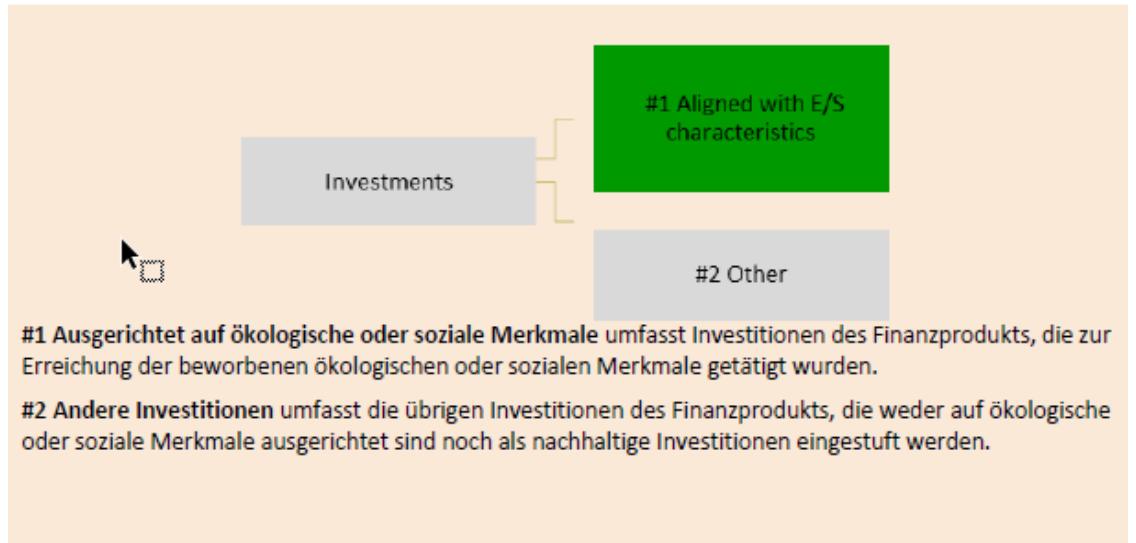 #1 Aligned with E/S
characteristics
Investments
#2 Other
#1 Ausgerichtet auf ökologische oder soziale Merkmale umfasst Investitionen des Finanzprodukts, die zur
Erreichung der beworbenen ökologischen oder sozialen Merkmale getätigt wurden.
#2 Andere Investitionen umfasst die übrigen Investitionen des Finanzprodukts, die weder auf ökologische
oder soziale Merkmale ausgerichtet sind noch als nachhaltige Investitionen eingestuft werden.